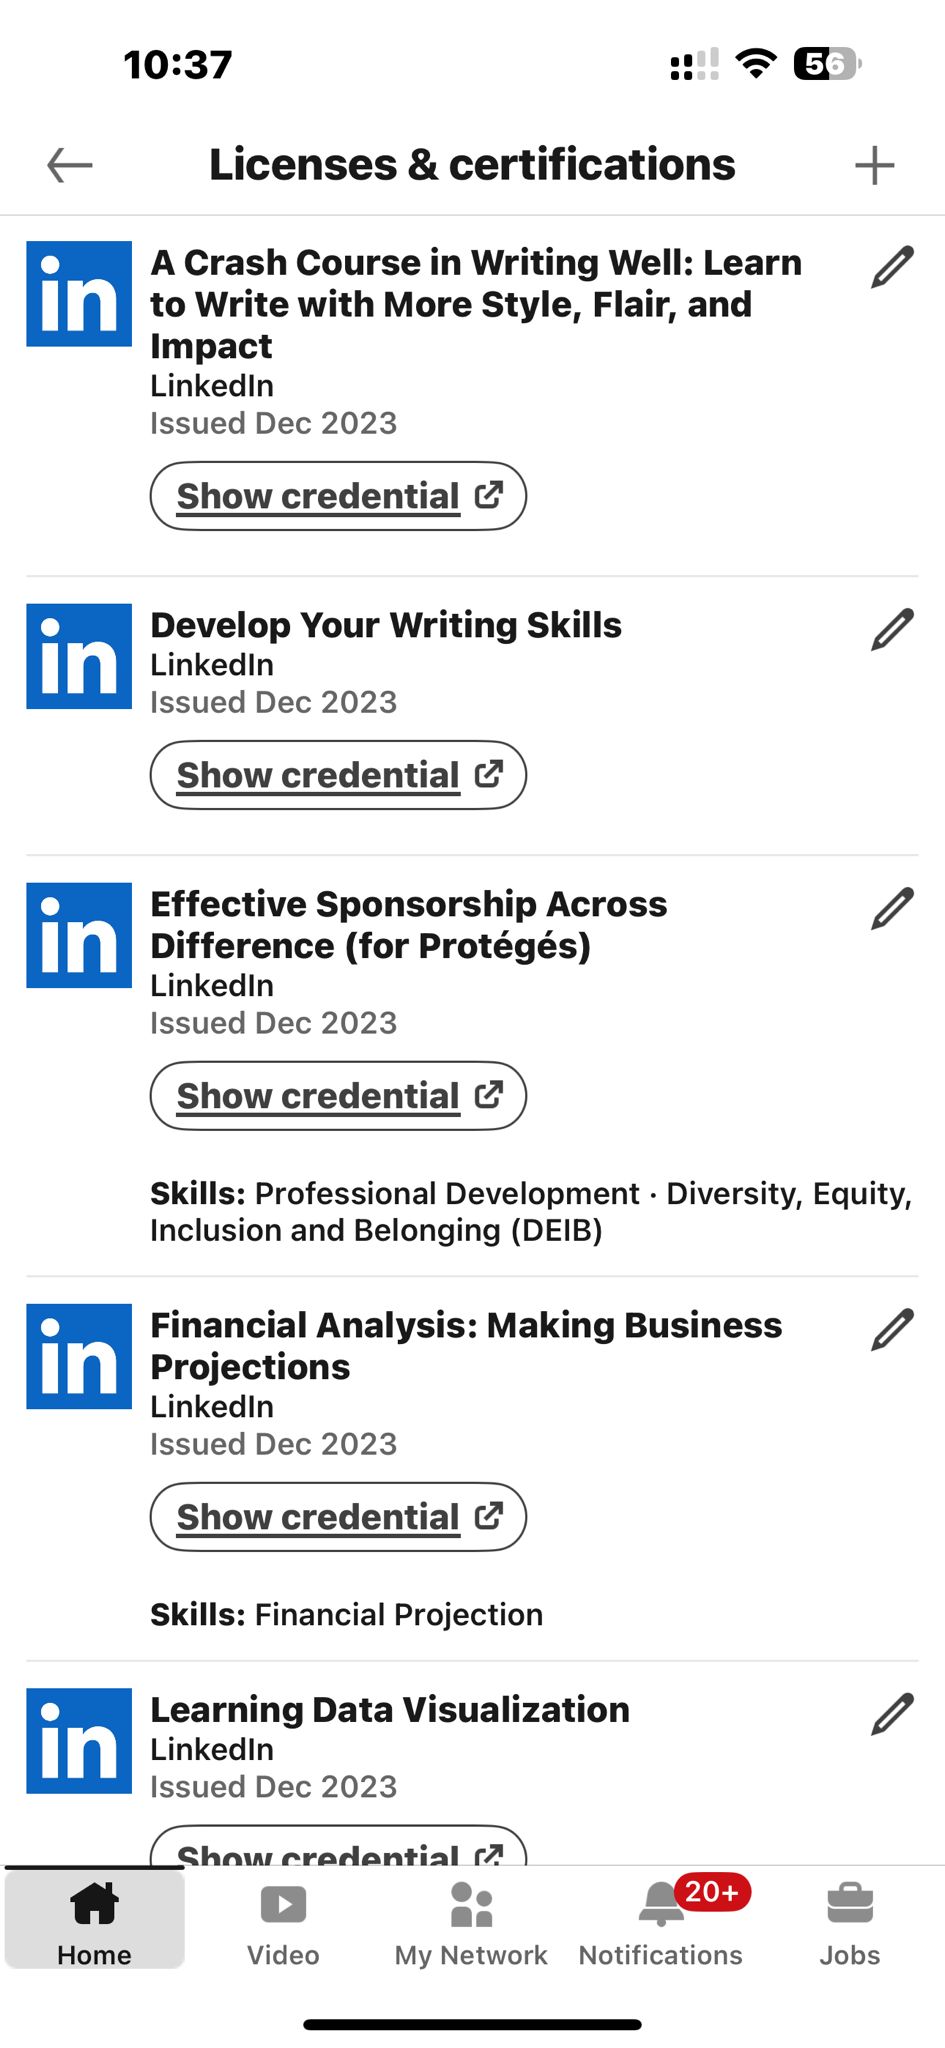 10:37
56
Licenses & certifications
in
A Crash Course in Writing Well: Learn
to Write with More Style, Flair, and
Impact
LinkedIn
Issued Dec 2023
Show credential
in
Develop Your Writing Skills
LinkedIn
Issued Dec 2023
Show credential
in
Effective Sponsorship Across
Difference (for Protégés)
LinkedIn
Issued Dec 2023
Show credential
Skills: Professional Development · Diversity, Equity,
Inclusion and Belonging (DEIB)
in
Financial Analysis: Making Business
Projections
LinkedIn
Issued Dec 2023
Show credential
Skills: Financial Projection
in
Learning Data Visualization
LinkedIn
Issued Dec 2023
Show credential
20+
Home Video My Network Notifications Jobs